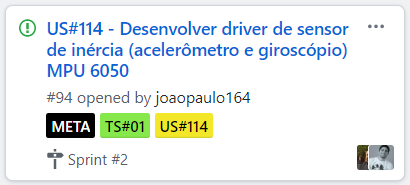 US#114 - Desenvolver driver de sensor
de inércia (acelerômetro e giroscópio)
MPU 6050
#94 opened by joaopaulo164
META TS#01 US#114
Sprint #2